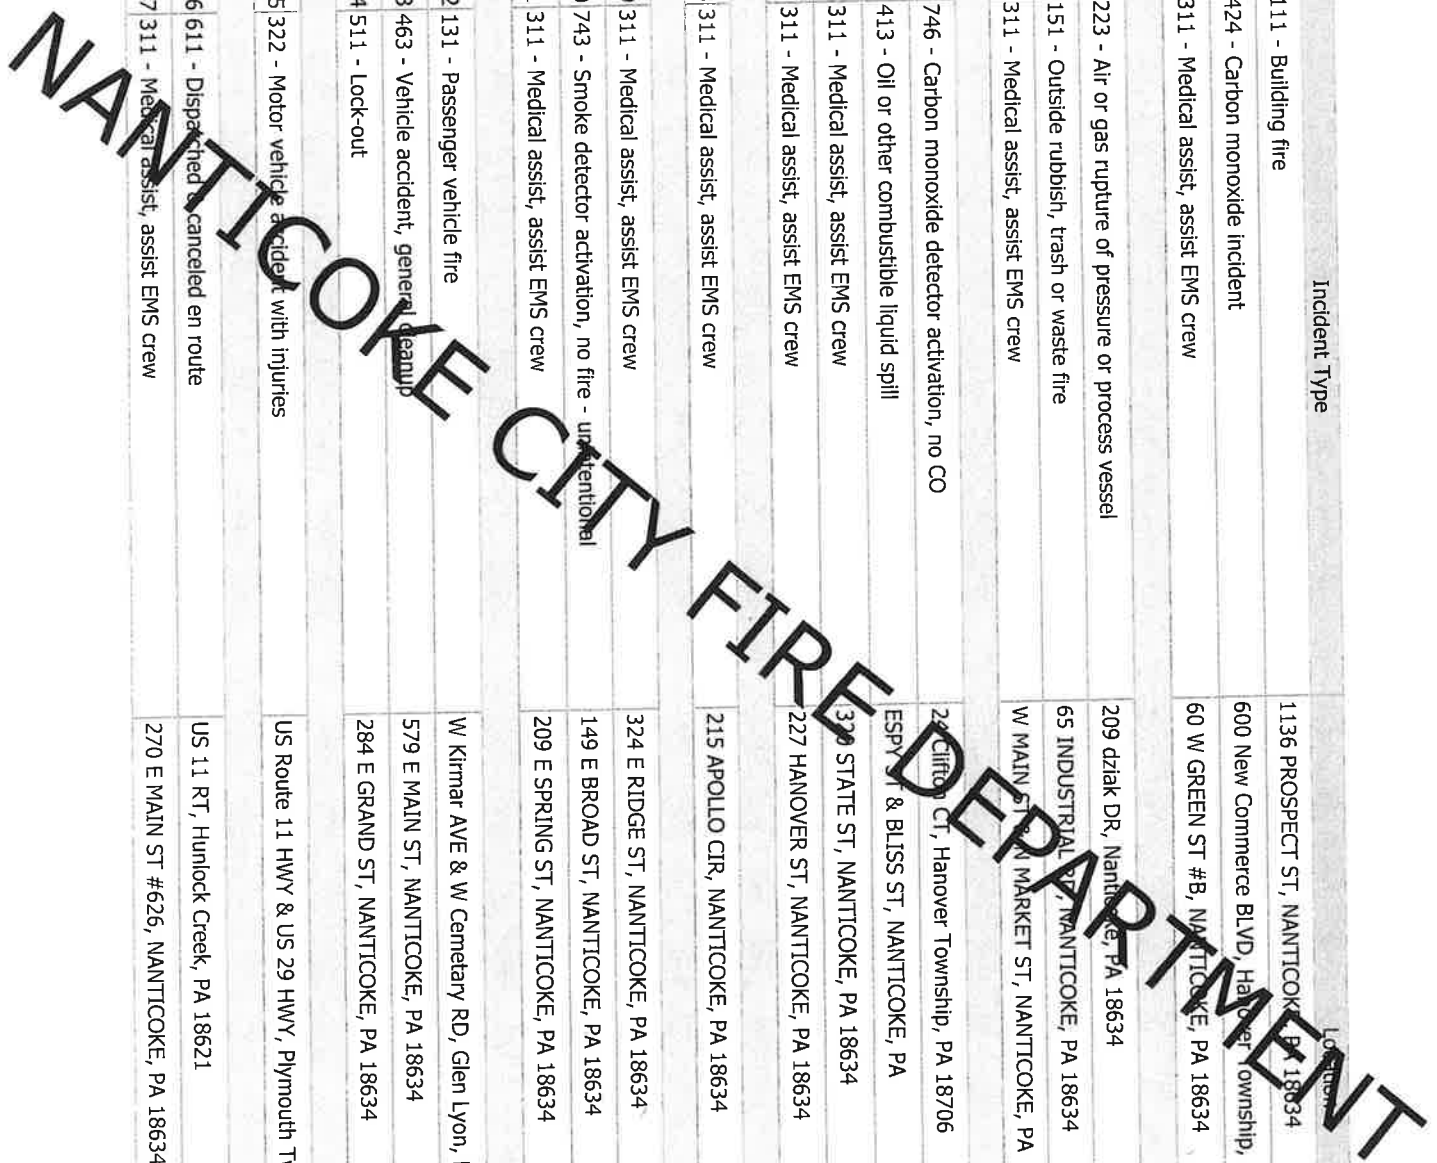 Incident Type
111 - Building fire 1136 PROSPECT ST, NANTICOKE, PA 18634
424 - Carbon monoxide incident 600 New Commerce BLVD, Hanover Township,
311 - Medical assist, assist EMS crew 60 W GREEN ST #B, NANTICOKE, PA 18634
223 - Air or gas rupture of pressure or process vessel 209 dziak DR, Nanticoke, PA 18634
151 - Outside rubbish, trash or waste fire 65 INDUSTRIAL RD, NANTICOKE, PA 18634
311 - Medical assist, assist EMS crew W MAIN ST N MARKET ST, NANTICOKE, PA
746 - Carbon monoxide detector activation, no CO Clifton CT, Hanover Township, PA 18706
413 - Oil or other combustible liquid spill ESPY ST & BLISS ST, NANTICOKE, PA
311 - Medical assist, assist EMS crew STATE ST, NANTICOKE, PA 18634
311 - Medical assist, assist EMS crew 227 HANOVER ST, NANTICOKE, PA 18634
311 - Medical assist, assist EMS crew 215 APOLLO CIR, NANTICOKE, PA 18634
311 - Medical assist, assist EMS crew 324 E RIDGE ST, NANTICOKE, PA 18634
743 - Smoke detector activation, no fire - unintentional 149 E BROAD ST, NANTICOKE, PA 18634
311 - Medical assist, assist EMS crew 209 E SPRING ST, NANTICOKE, PA 18634
2 131 - Passenger vehicle fire W Kirmar AVE & W Cemetary RD, Glen Lyon,
3 463 - Vehicle accident, general cleanup 579 E MAIN ST, NANTICOKE, PA 18634
4 511 - Lock-out 284 E GRAND ST, NANTICOKE, PA 18634
5 322 - Motor vehicle accident with injuries US Route 11 HWY & US 29 HWY, Plymouth
6 611 - Dispatched & canceled en route US 11 RT, Hunlock Creek, PA 18621
7 311 - Medical assist, assist EMS crew 270 E MAIN ST #626, NANTICOKE, PA 18634
NANTICOKE CITY FIRE DEPARTMENT